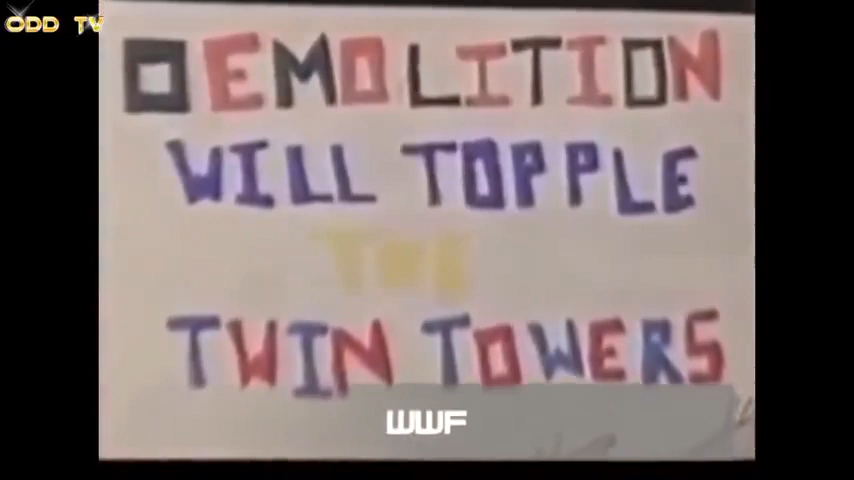 ODD TV
DEMOLITION
WILL TOPPLE
THE
TWIN TOWERS
WWF